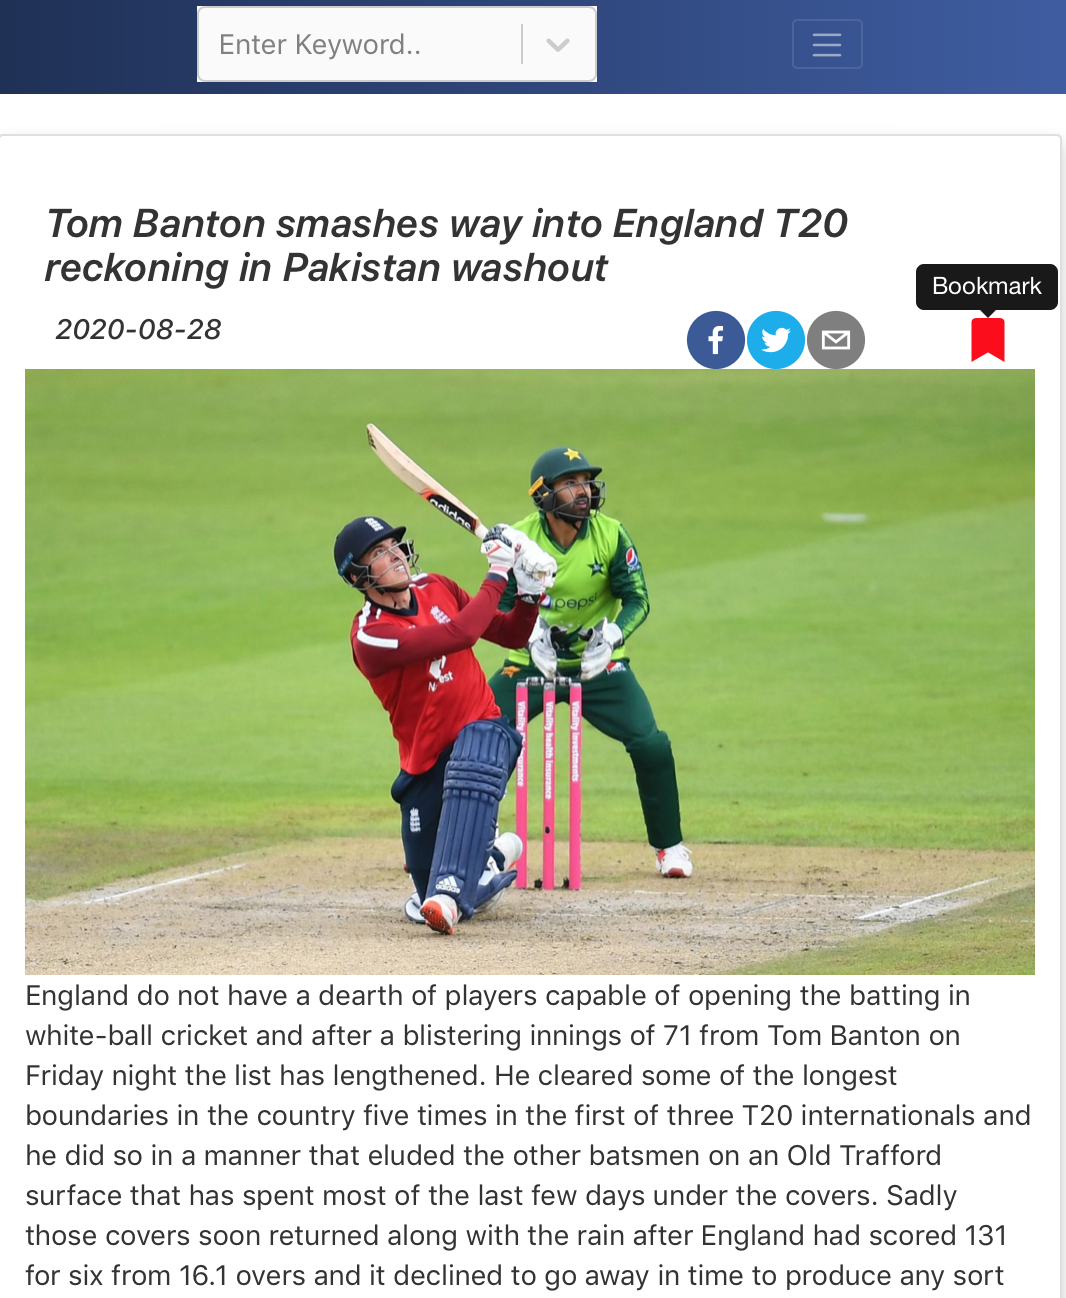 Enter Keyword..
Tom Banton smashes way into England T20
reckoning in Pakistan washout
Bookmark
2020-08-28
adidas
pepsi
Vitality health insurance
Vitality investments
adidas
England do not have a dearth of players capable of opening the batting in
white-ball cricket and after a blistering innings of 71 from Tom Banton on
Friday night the list has lengthened. He cleared some of the longest
boundaries in the country five times in the first of three T20 internationals and
he did so in a manner that eluded the other batsmen on an Old Trafford
surface that has spent most of the last few days under the covers. Sadly
those covers soon returned along with the rain after England had scored 131
for six from 16.1 overs and it declined to go away in time to produce any sort